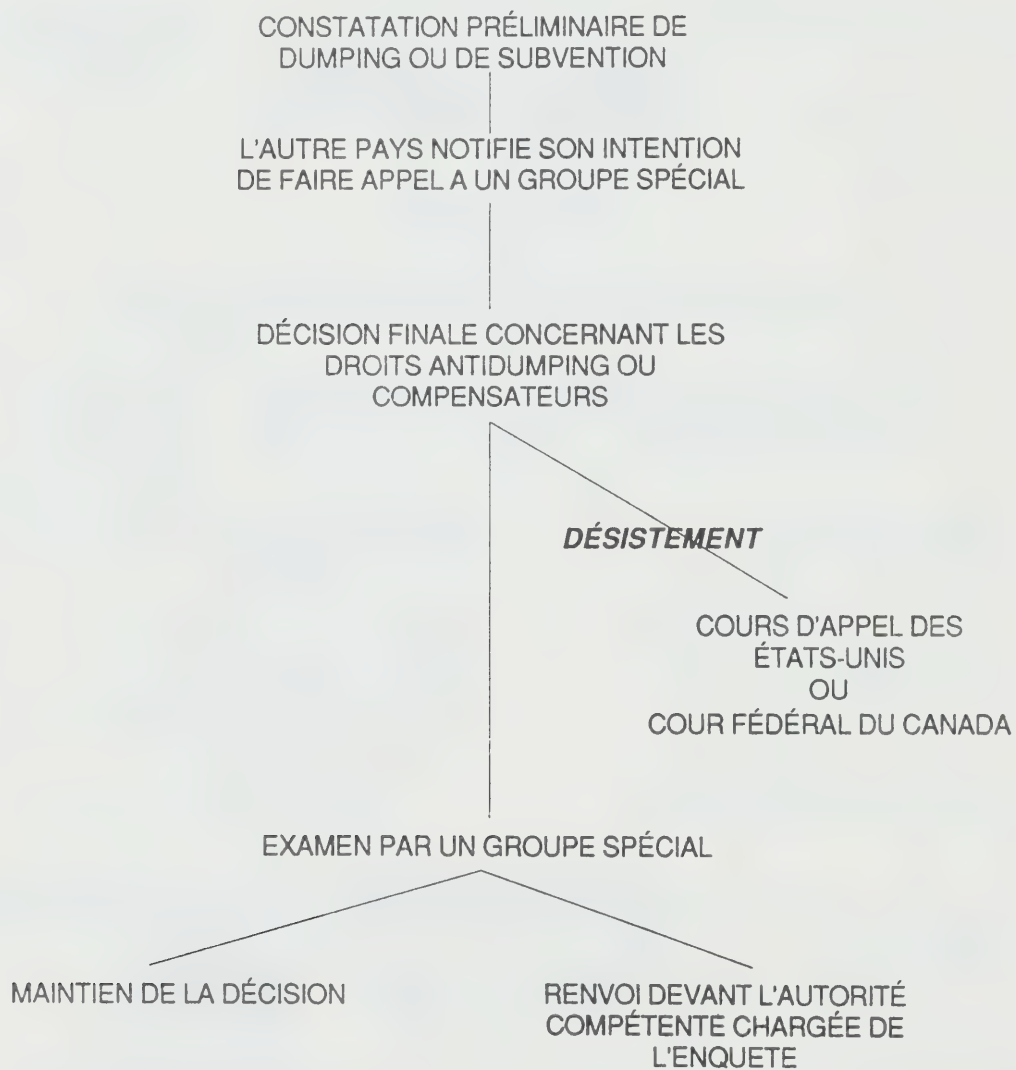 CONSTATATION PRÉLIMINAIRE DE
DUMPING OU DE SUBVENTION
L'AUTRE PAYS NOTIFIE SON INTENTION
DE FAIRE APPEL A UN GROUPE SPÉCIAL
DÉCISION FINALE CONCERNANT LES
DROITS ANTIDUMPING OU
COMPENSATEURS
DÉSISTEMENT
COURS D'APPEL DES
ÉTATS-UNIS
OU
COUR FÉDÉRAL DU CANADA
EXAMEN PAR UN GROUPE SPÉCIAL
MAINTIEN DE LA DÉCISION
RENVOI DEVANT L'AUTORITÉ
COMPÉTENTE CHARGÉE DE
L'ENQUETE